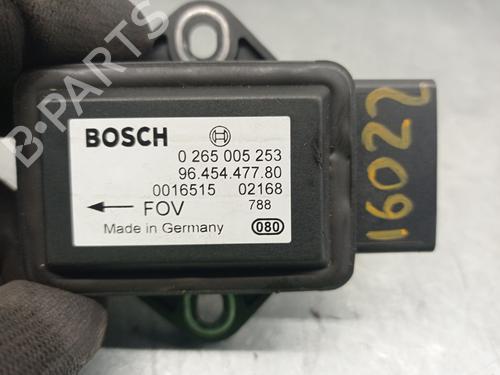 B-PARTS
BOSCH
0 265 005 253
96.454.477.80
0016515 02168
FOV 788
Made in Germany 080
16022